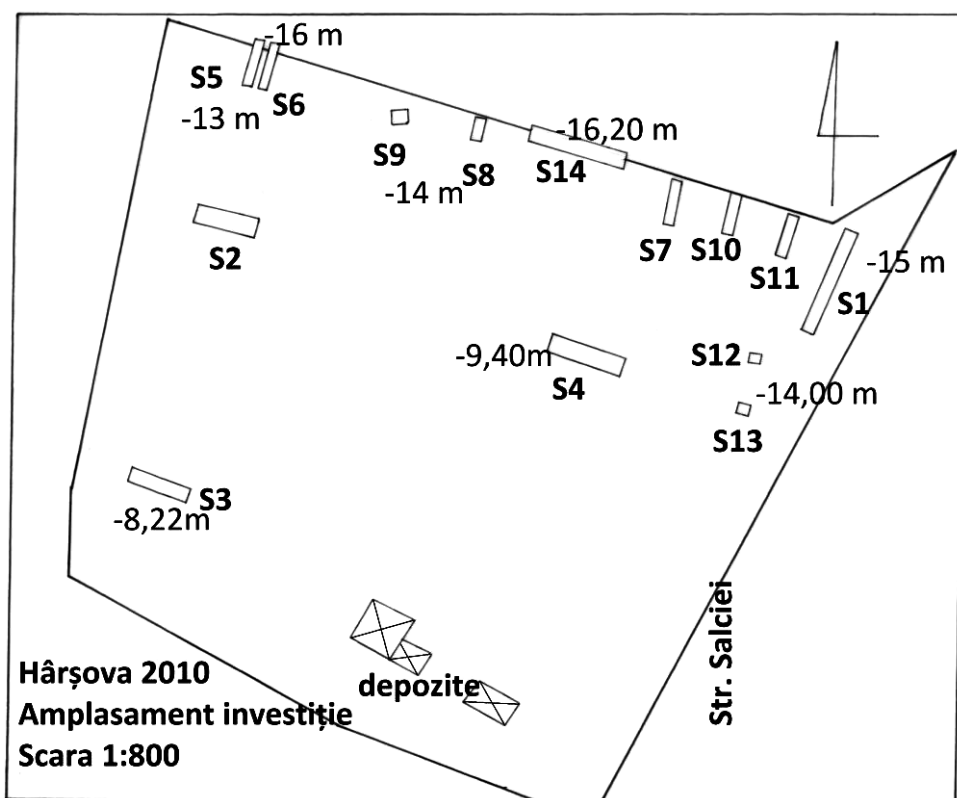 -16 m
S5
S6
-13 m
S9
S8
-16,20 m
S14
-14 m
S2
S7
S10
S11
-15 m
S1
-9,40m
S4
S12
-14,00 m
S13
S3
-8,22m
Str. Salciei
depozite
Hârșova 2010
Amplasament investiție
Scara 1:800